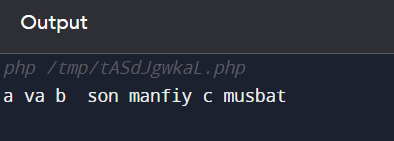 Output
php /tmp/tASdJgwkaL.php
a va b  son manfiy c musbat